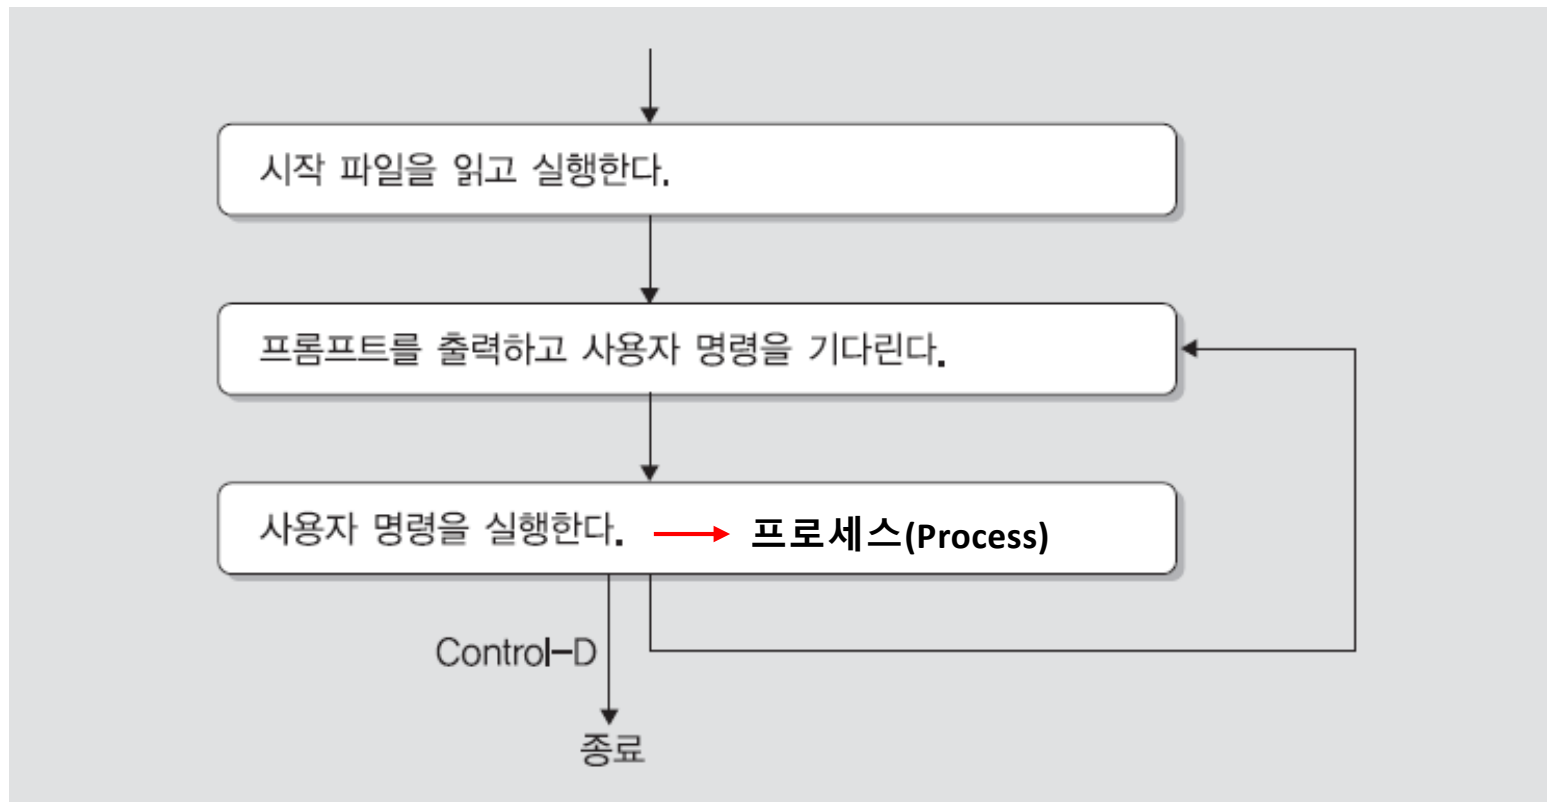 시작 파일을 읽고 실행한다.
프롬프트를 출력하고 사용자 명령을 기다린다.
사용자 명령을 실행한다. 프로세스(Process)
Control-D
종료